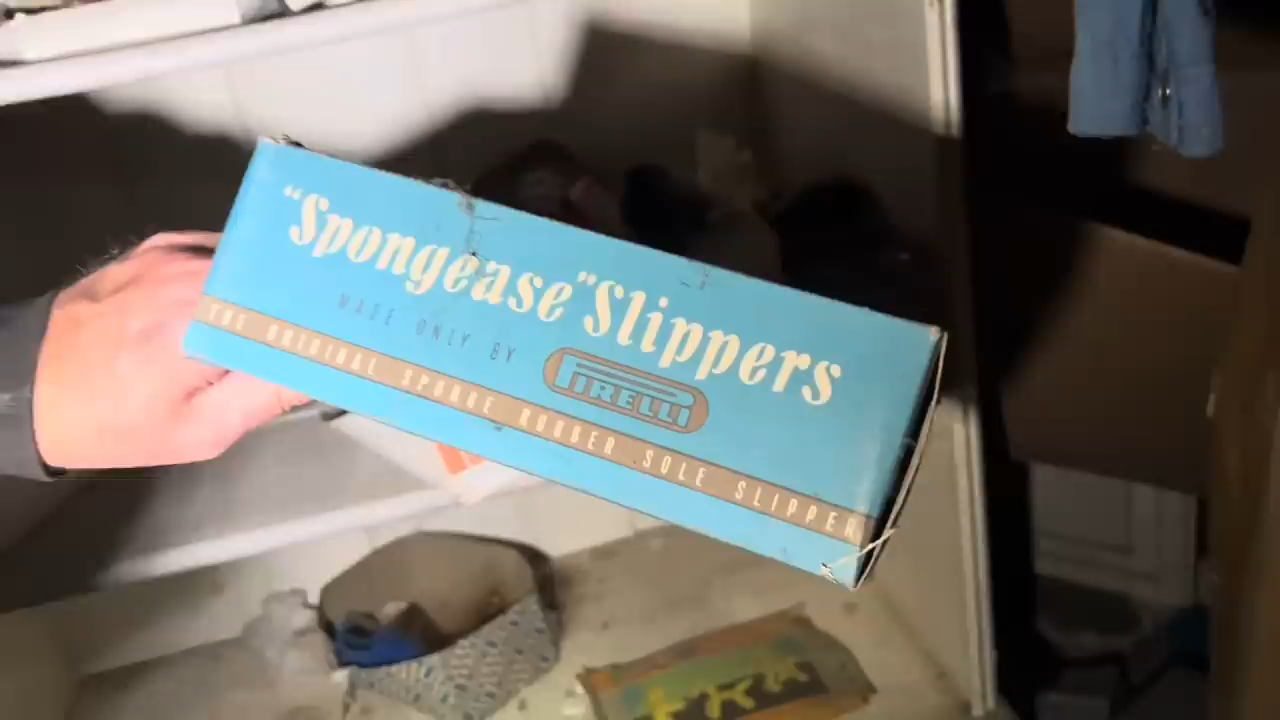 "Spongease" Slippers
MADE ONLY BY
PIRELLI
THE ORIGINAL SPONGE RUBBER SOLE SLIPPER